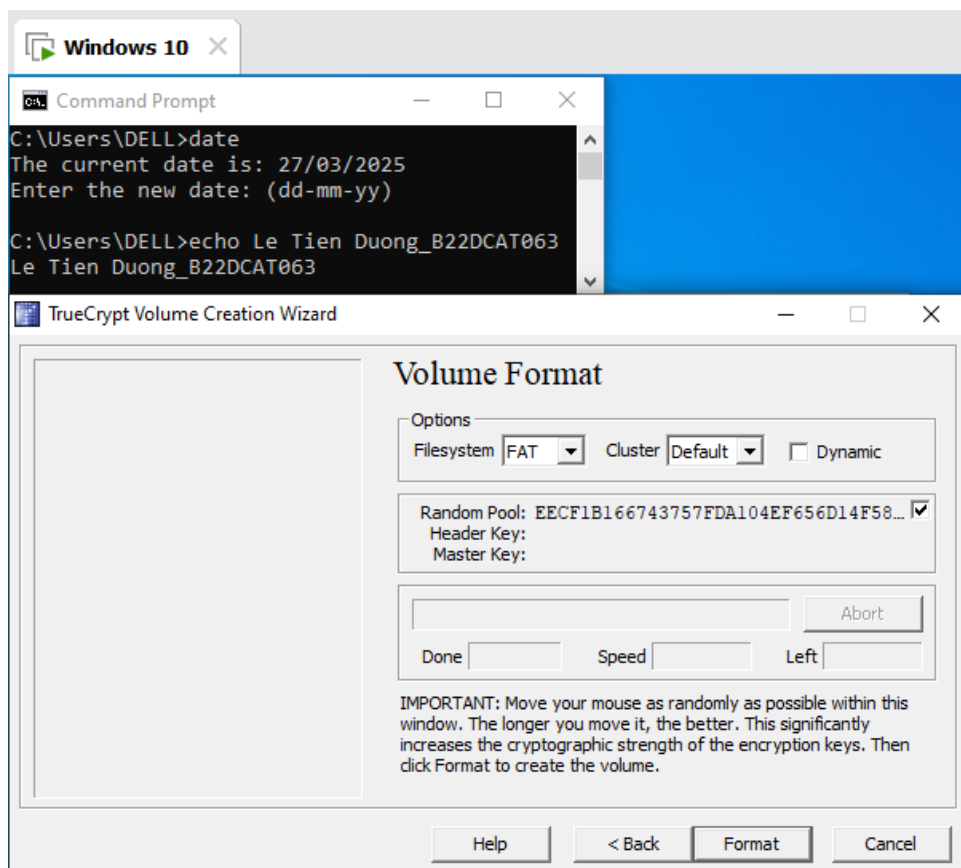 Windows 10
Command Prompt
C:\Users\DELL>date
The current date is: 27/03/2025
Enter the new date: (dd-mm-yy)
C:\Users\DELL>echo Le Tien Duong_B22DCAT063
Le Tien Duong_B22DCAT063
TrueCrypt Volume Creation Wizard
Volume Format
Options
Filesystem FAT Cluster Default Dynamic
Random Pool: EECF1B166743757FDA104EF656D14F58...
Header Key:
Master Key:
Abort
Done Speed Left
IMPORTANT: Move your mouse as randomly as possible within this
window. The longer you move it, the better. This significantly
increases the cryptographic strength of the encryption keys. Then
click Format to create the volume.
Help < Back Format Cancel